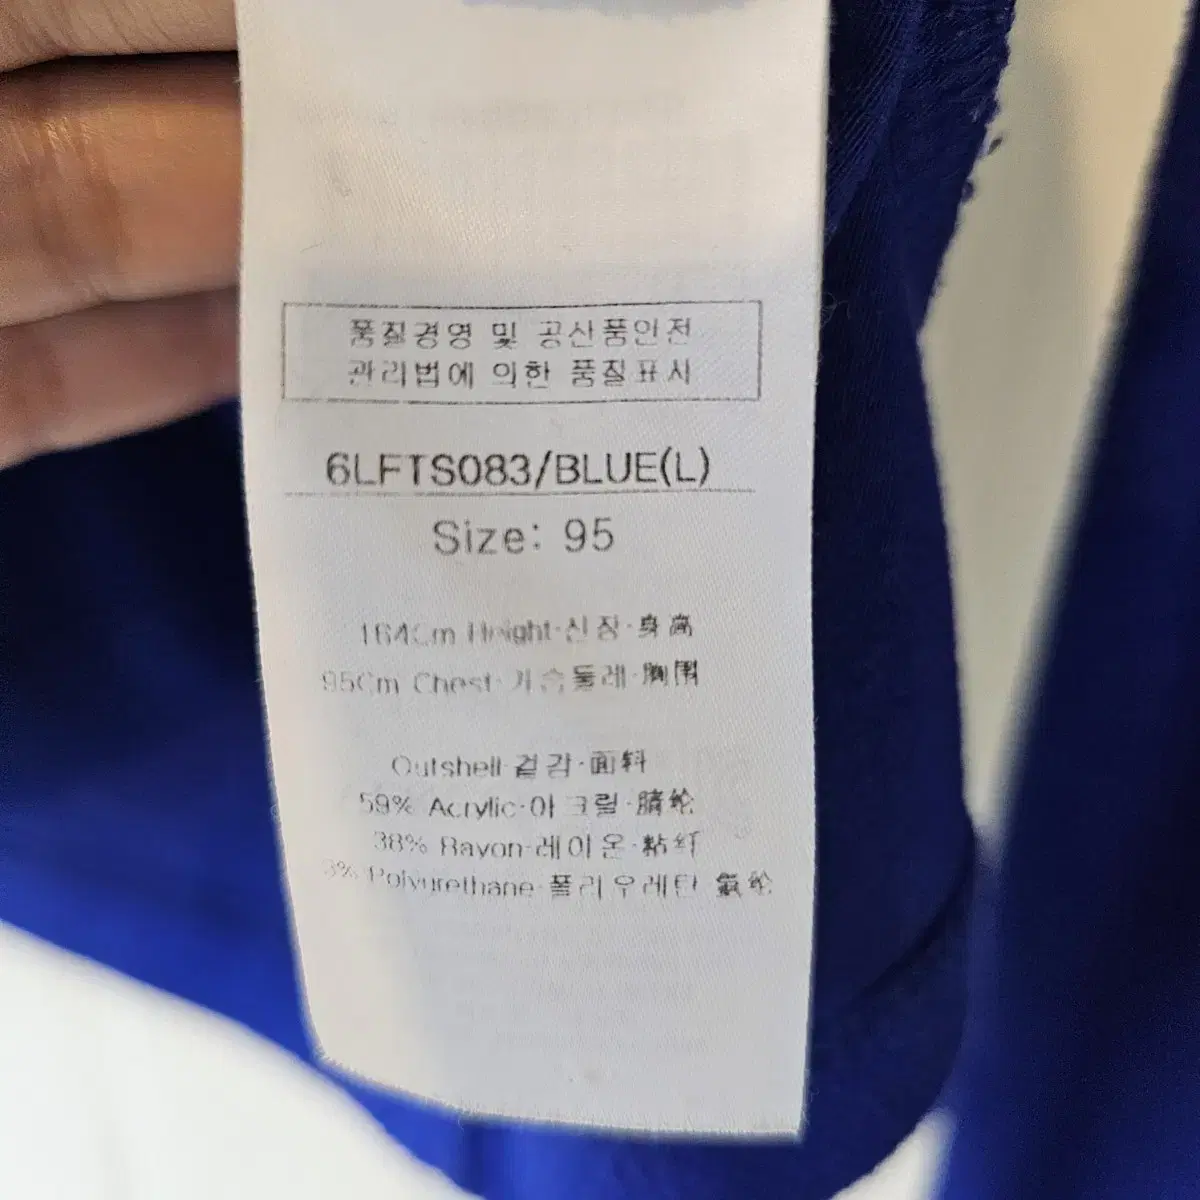 품질경영 및 공산품안전
관리법에 의한 품질표시
6LFTS083/BLUE(L)
Size: 95
164Cm Height·신장·身高
95Cm Chest·가슴둘레·胸围
Outshell·겉감·面料
59% Acrylic·아크릴·腈纶
38% Rayon·레이온·粘纤
3% Polyurethane·폴리우레탄 氨纶